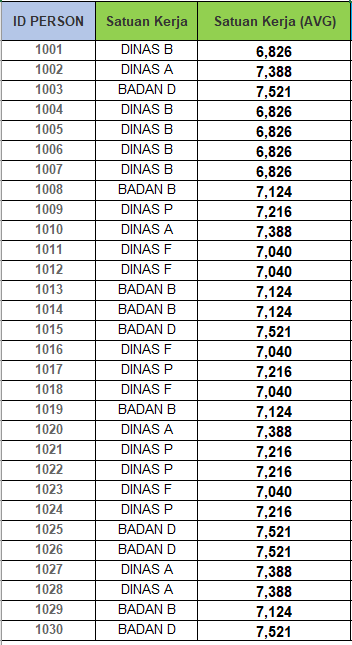 ID PERSON Satuan Kerja Satuan Kerja (AVG)
1001 DINAS B 6,826
1002 DINAS A 7,388
1003 BADAN D 7,521
1004 DINAS B 6,826
1005 DINAS B 6,826
1006 DINAS B 6,826
1007 DINAS B 6,826
1008 BADAN B 7,124
1009 DINAS P 7,216
1010 DINAS A 7,388
1011 DINAS F 7,040
1012 DINAS F 7,040
1013 BADAN B 7,124
1014 BADAN B 7,124
1015 BADAN D 7,521
1016 DINAS F 7,040
1017 DINAS P 7,216
1018 DINAS F 7,040
1019 BADAN B 7,124
1020 DINAS A 7,388
1021 DINAS P 7,216
1022 DINAS P 7,216
1023 DINAS F 7,040
1024 DINAS P 7,216
1025 BADAN D 7,521
1026 BADAN D 7,521
1027 DINAS A 7,388
1028 DINAS A 7,388
1029 BADAN B 7,124
1030 BADAN D 7,521